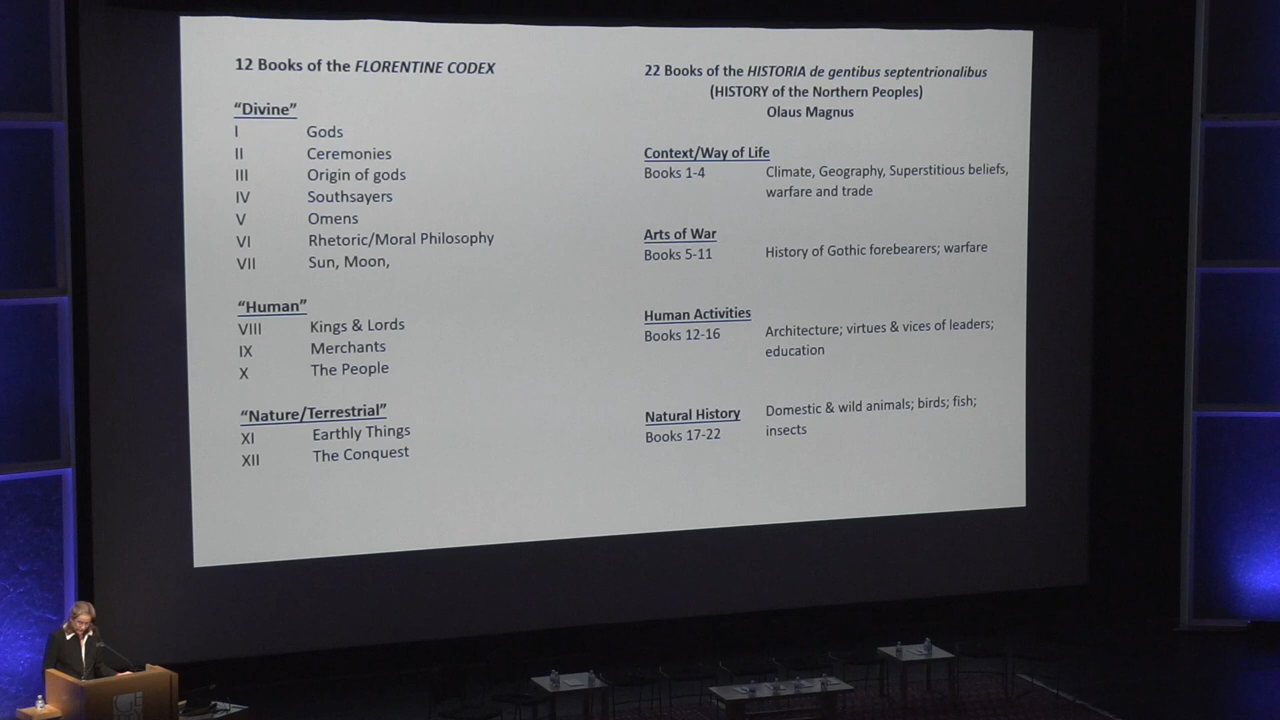 12 Books of the FLORENTINE CODEX
“Divine”
I Gods
II Ceremonies
III Origin of gods
IV Southsayers
V Omens
VI Rhetoric/Moral Philosophy
VII Sun, Moon,
“Human”
VIII Kings & Lords
IX Merchants
X The People
“Nature/Terrestrial”
XI Earthly Things
XII The Conquest
22 Books of the HISTORIA de gentibus septentrionalibus
(HISTORY of the Northern Peoples)
Olaus Magnus
Context/Way of Life
Books 1-4 Climate, Geography, Superstitious beliefs,
warfare and trade
Arts of War
Books 5-11 History of Gothic forebearers; warfare
Human Activities
Books 12-16 Architecture; virtues & vices of leaders;
education
Natural History
Books 17-22 Domestic & wild animals; birds; fish;
insects